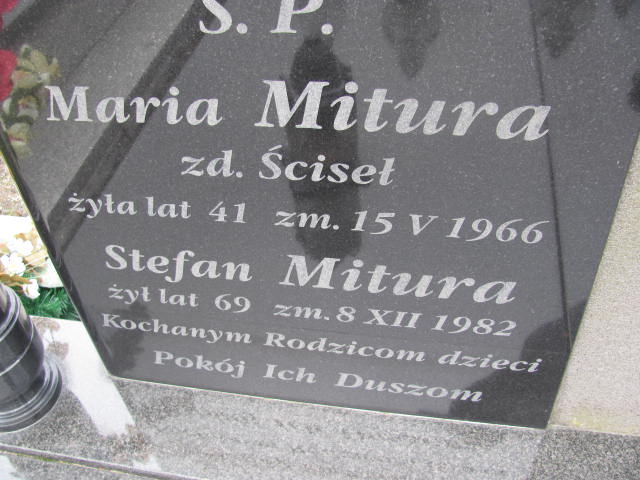 Ś. P.
Maria Mitura
zd. Ściseł
żyła lat 41 zm. 15 V 1966
Stefan Mitura
żył lat 69 zm. 8 XII 1982
Kochanym Rodzicom dzieci
Pokój Ich Duszom